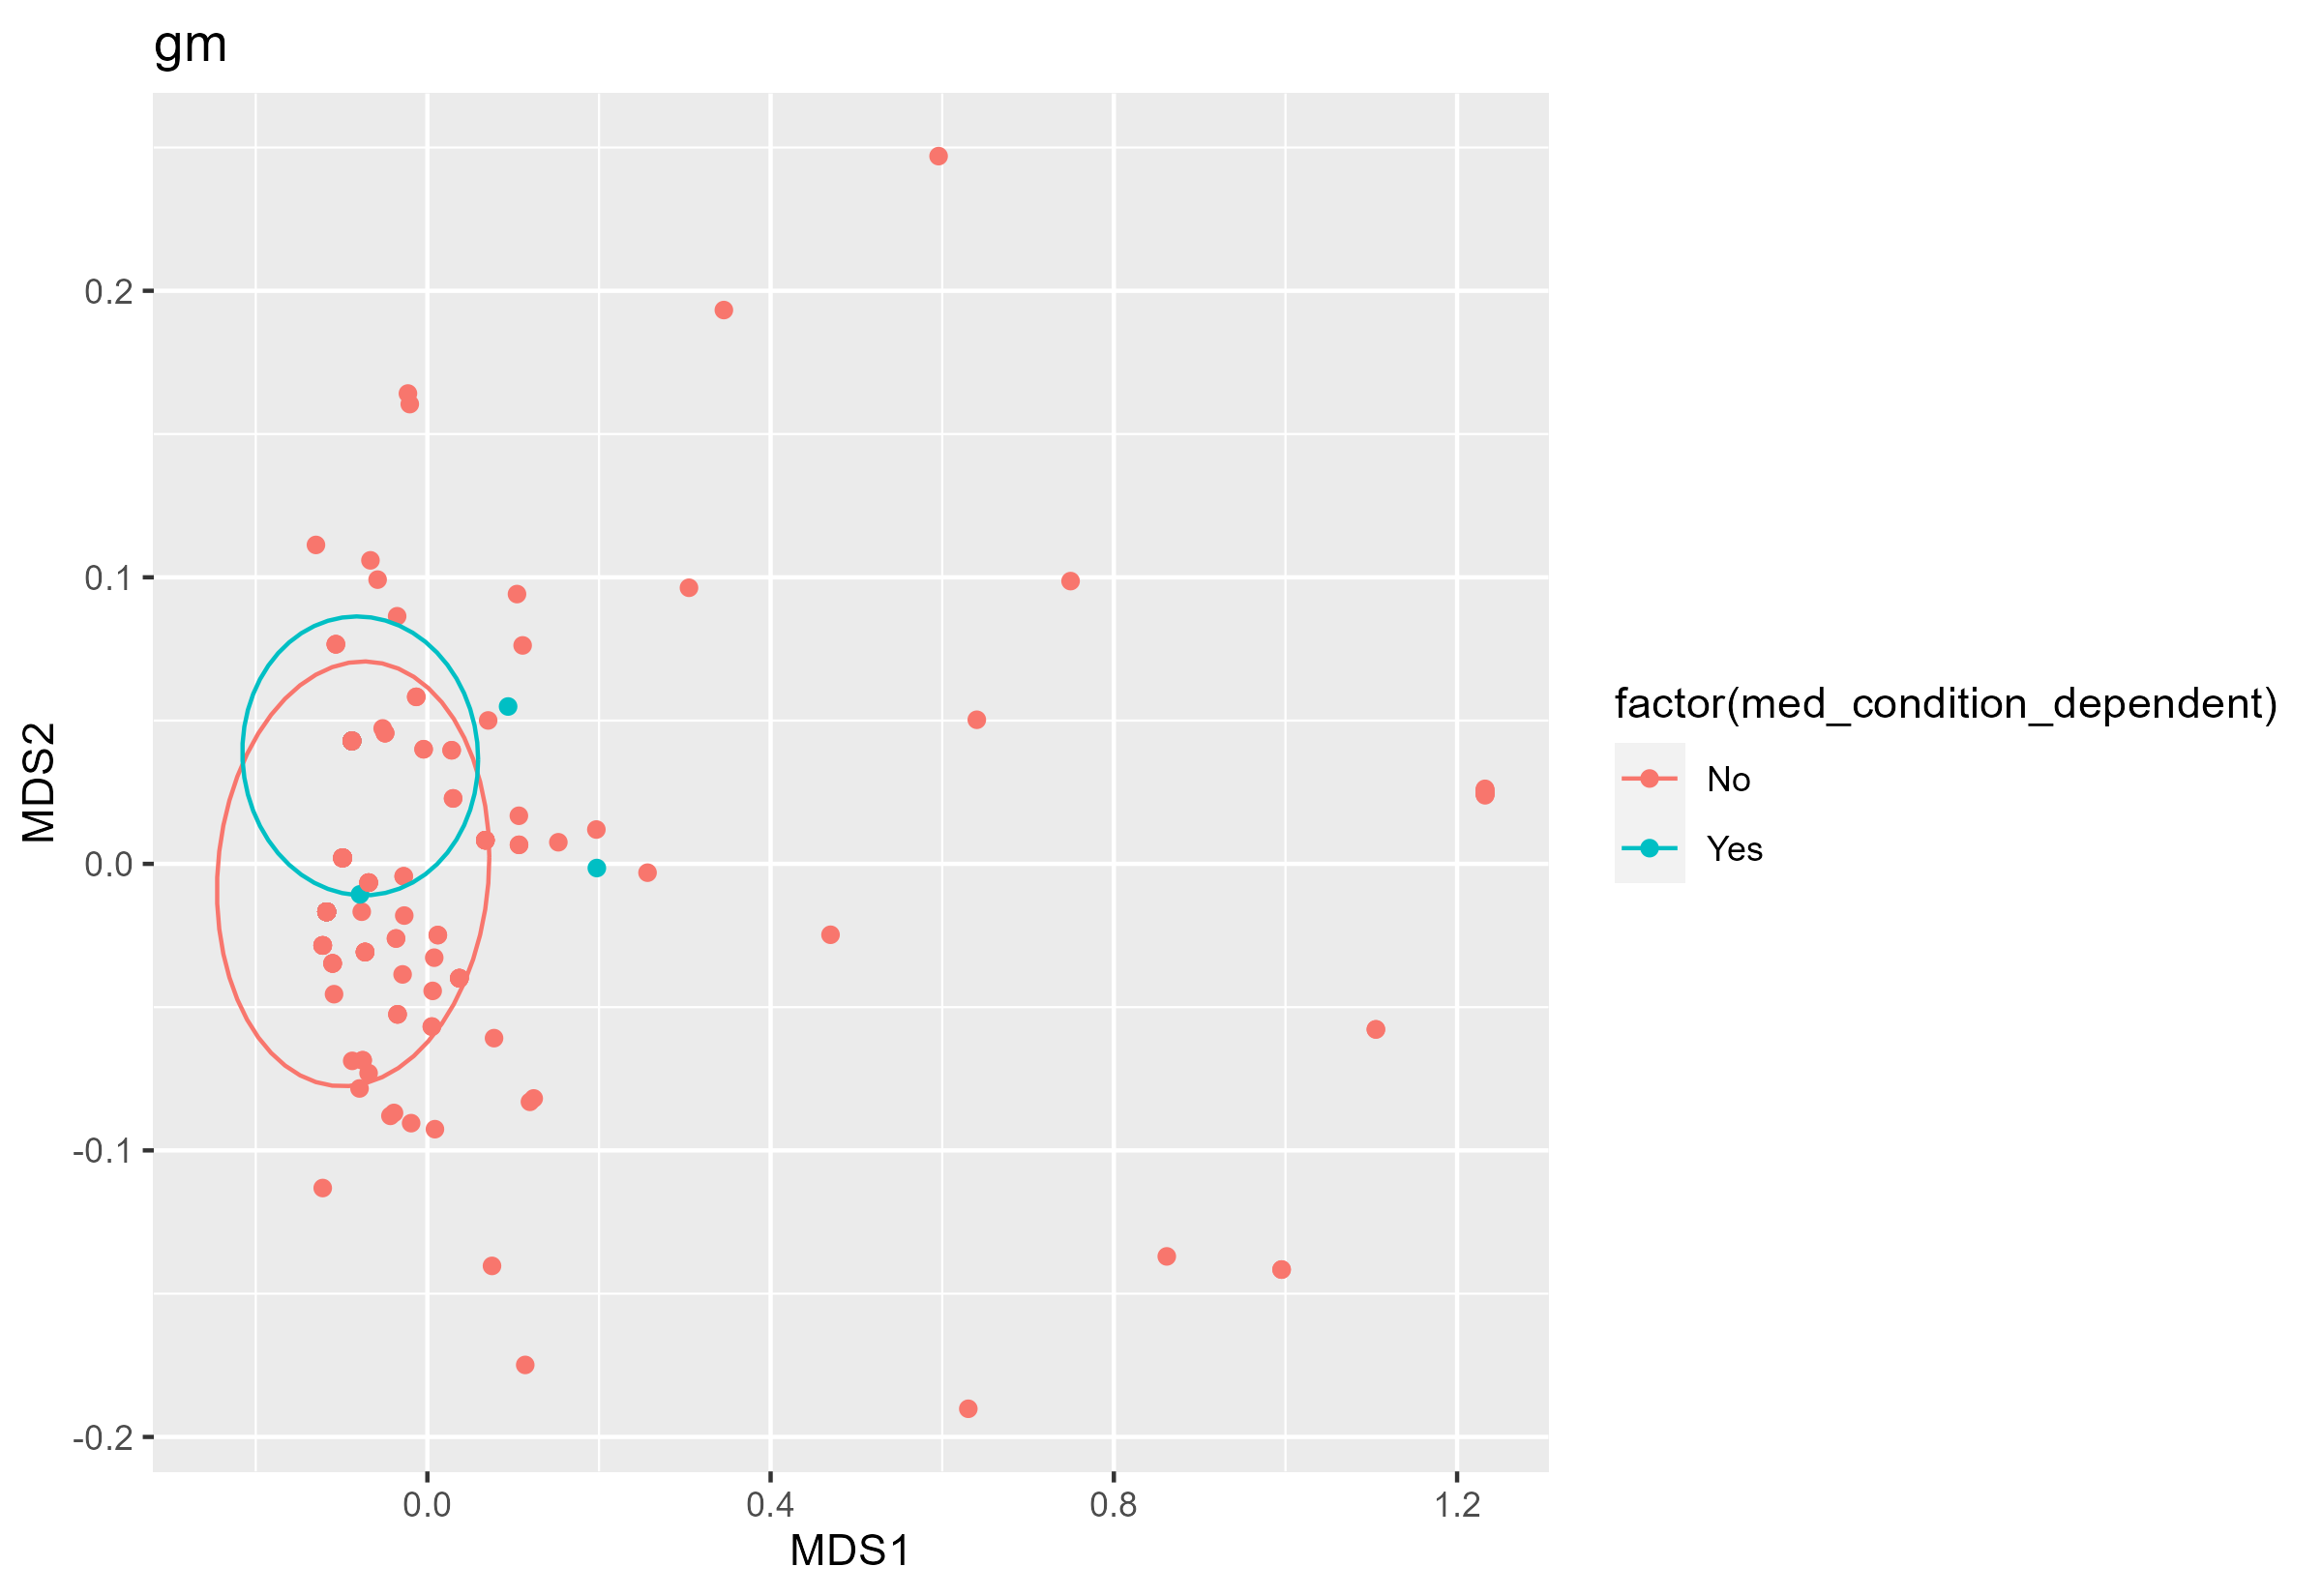 gm
0.2
0.1
0.0
-0.1
-0.2
MDS2
0.0 0.4 0.8 1.2
MDS1
factor(med_condition_dependent)
No
Yes